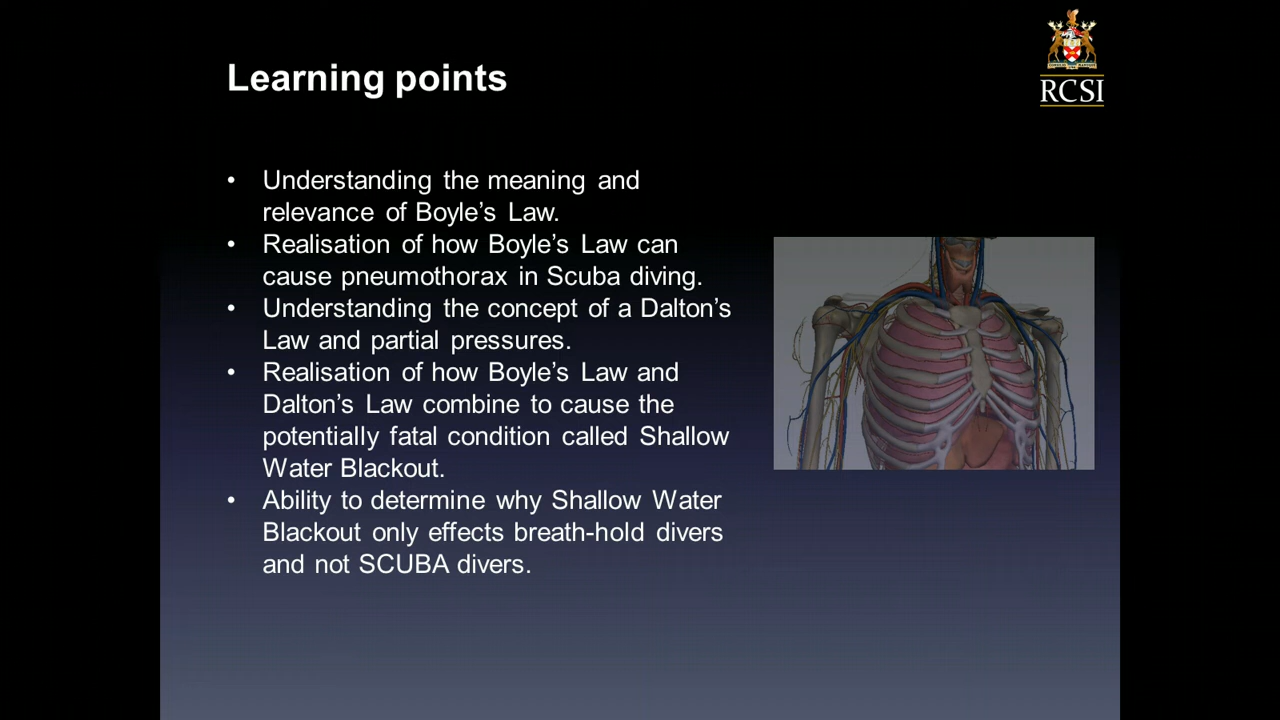 Learning points
RCSI
• Understanding the meaning and
relevance of Boyle’s Law.
• Realisation of how Boyle’s Law can
cause pneumothorax in Scuba diving.
• Understanding the concept of a Dalton’s
Law and partial pressures.
• Realisation of how Boyle’s Law and
Dalton’s Law combine to cause the
potentially fatal condition called Shallow
Water Blackout.
• Ability to determine why Shallow Water
Blackout only effects breath-hold divers
and not SCUBA divers.